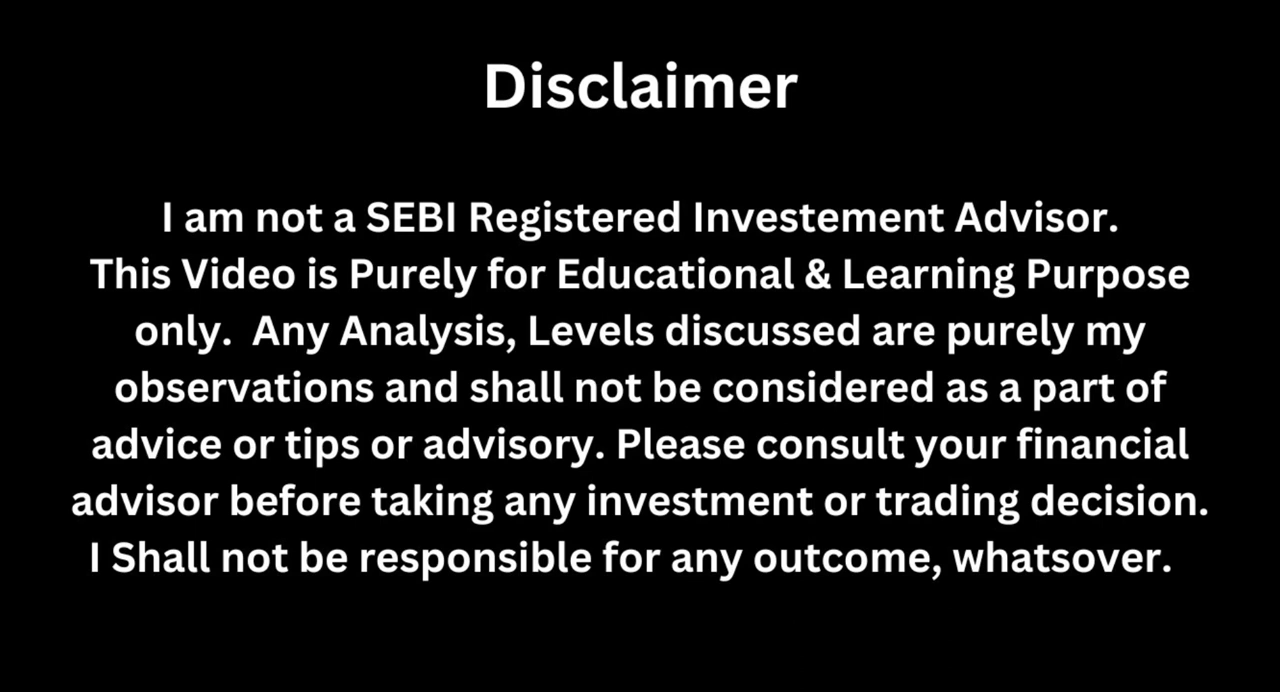 Disclaimer
I am not a SEBI Registered Investement Advisor.
This Video is Purely for Educational & Learning Purpose
only.  Any Analysis, Levels discussed are purely my
observations and shall not be considered as a part of
advice or tips or advisory. Please consult your financial
advisor before taking any investment or trading decision.
I Shall not be responsible for any outcome, whatsover.